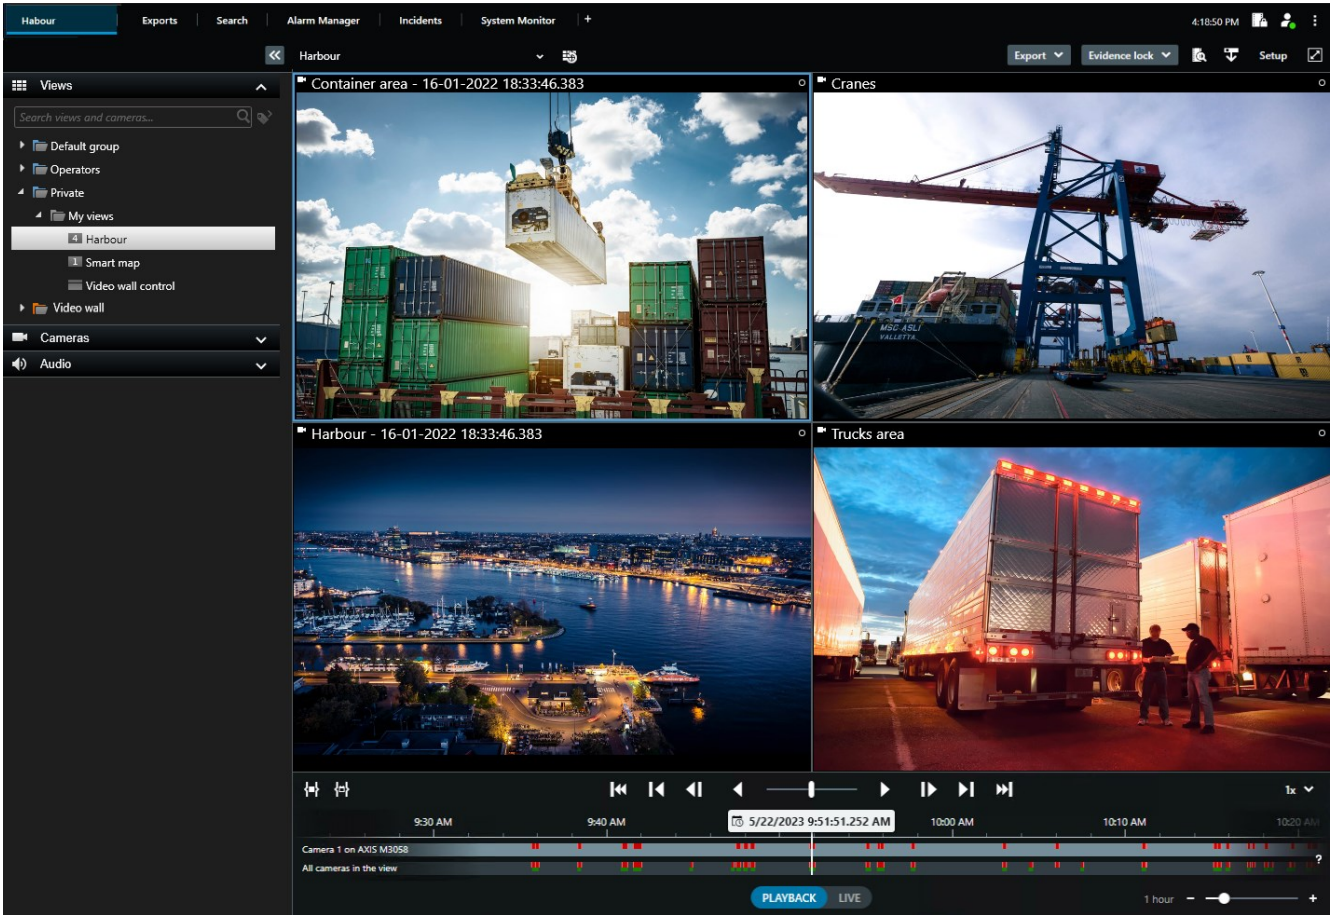 Habour Exports Search Alarm Manager Incidents System Monitor + 4:18:50 PM
Harbour Export Evidence lock Setup
Views
Search views and cameras...
Default group
Operators
Private
My views
4 Harbour
1 Smart map
Video wall control
Video wall
Cameras
Audio
Container area - 16-01-2022 18:33:46.383
Cranes
MSC ASLI
VALLETTA
Harbour - 16-01-2022 18:33:46.383
Trucks area
1x
9:30 AM 9:40 AM 5/22/2023 9:51:51.252 AM 10:00 AM 10:10 AM 10:20 AM
Camera 1 on AXIS M3058
All cameras in the view ?
PLAYBACK LIVE 1 hour - +